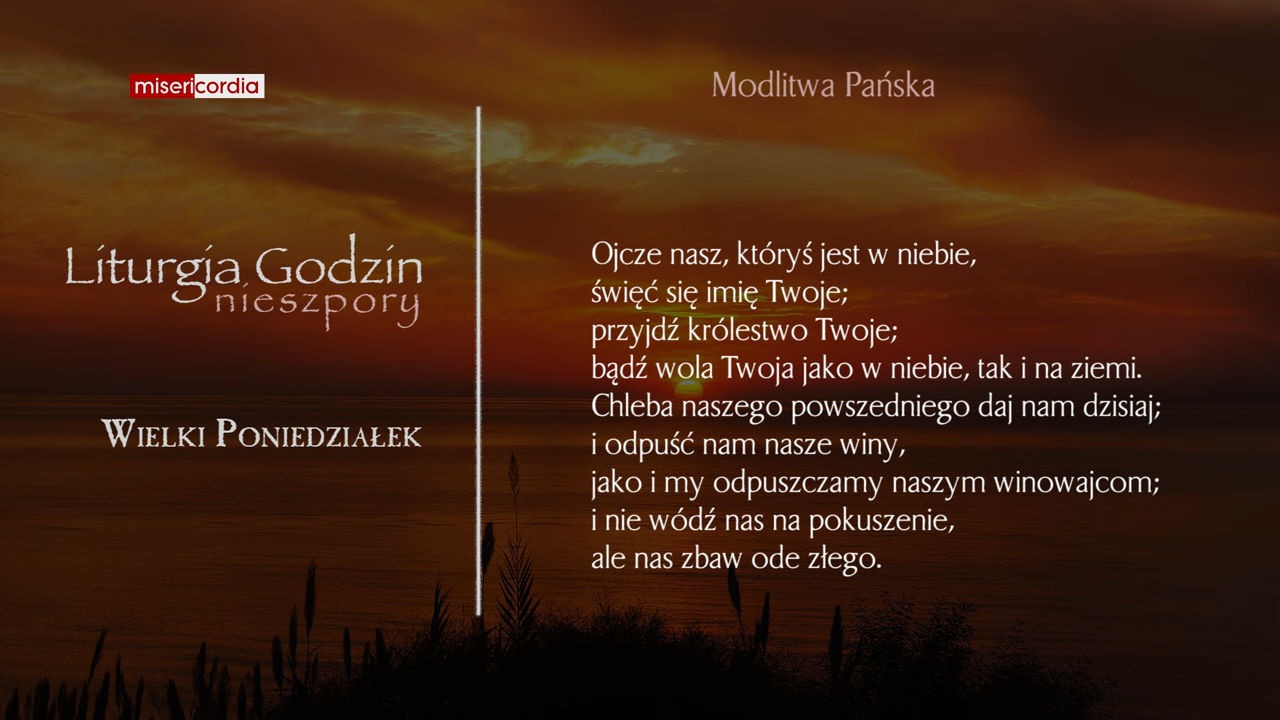 misericordia
Liturgia Godzin
nieszpory
Wielki Poniedziałek
Modlitwa Pańska
Ojcze nasz, któryś jest w niebie,
święć się imię Twoje;
przyjdź królestwo Twoje;
bądź wola Twoja jako w niebie, tak i na ziemi.
Chleba naszego powszedniego daj nam dzisiaj;
i odpuść nam nasze winy,
jako i my odpuszczamy naszym winowajcom;
i nie wódź nas na pokuszenie,
ale nas zbaw ode złego.